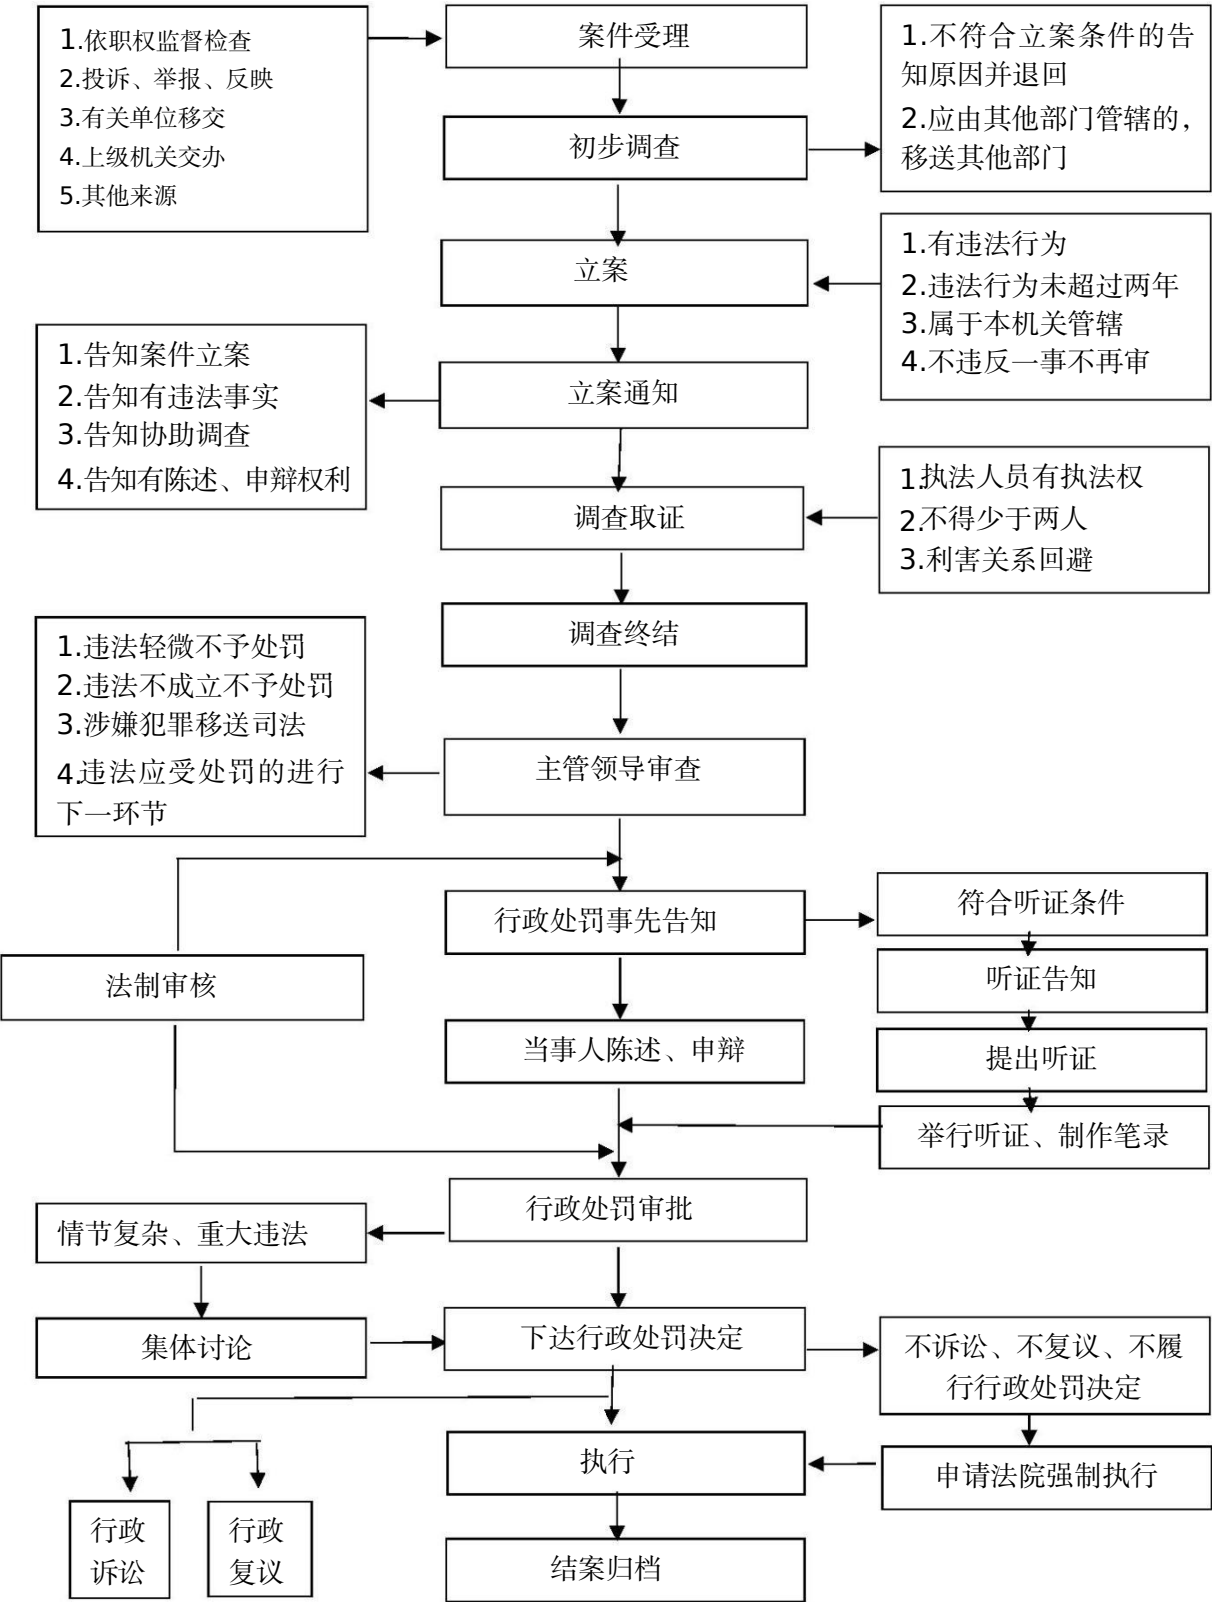 1.依职权监督检查
2.投诉、举报、反映
3.有关单位移交
4.上级机关交办
5.其他来源
案件受理
1.不符合立案条件的告
知原因并退回
2.应由其他部门管辖的，
移送其他部门
初步调查
立案
1.有违法行为
2.违法行为未超过两年
3.属于本机关管辖
4.不违反一事不再审
1.告知案件立案
2.告知有违法事实
3.告知协助调查
4.告知有陈述、申辩权利
立案通知
调查取证
1.执法人员有执法权
2.不得少于两人
3.利害关系回避
调查终结
1.违法轻微不予处罚
2.违法不成立不予处罚
3.涉嫌犯罪移送司法
4.违法应受处罚的进行
下一环节
主管领导审查
行政处罚事先告知
符合听证条件
法制审核
听证告知
当事人陈述、申辩
提出听证
举行听证、制作笔录
行政处罚审批
情节复杂、重大违法
集体讨论
下达行政处罚决定
不诉讼、不复议、不履
行行政处罚决定
执行
申请法院强制执行
行政
诉讼
行政
复议
结案归档